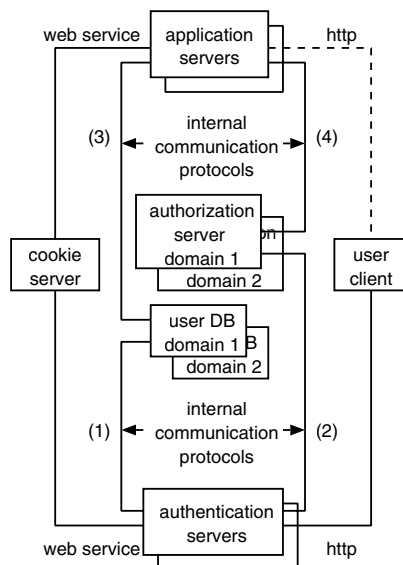 web service
application
servers
http
(3)
internal
communication
protocols
(4)
authorization
server
domain 1
domain 2
cookie
server
user
client
user DB
domain 1
B
domain 2
(1)
internal
communication
protocols
(2)
authentication
servers
web service
http